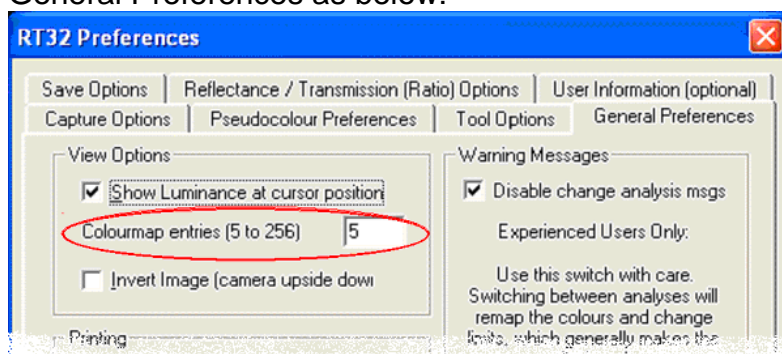 General Preferences as below.
RT32 Preferences
Save Options Reflectance / Transmission (Ratio) Options User Information (optional)
Capture Options Pseudocolour Preferences Tool Options General Preferences
View Options
Show Luminance at cursor position
Colourmap entries (5 to 256) 5
Invert Image (camera upside down
Printing
Warning Messages
Disable change analysis msgs
Experienced Users Only:
Use this switch with care.
Switching between analyses will
remap the colours and change
limits, which generally makes the